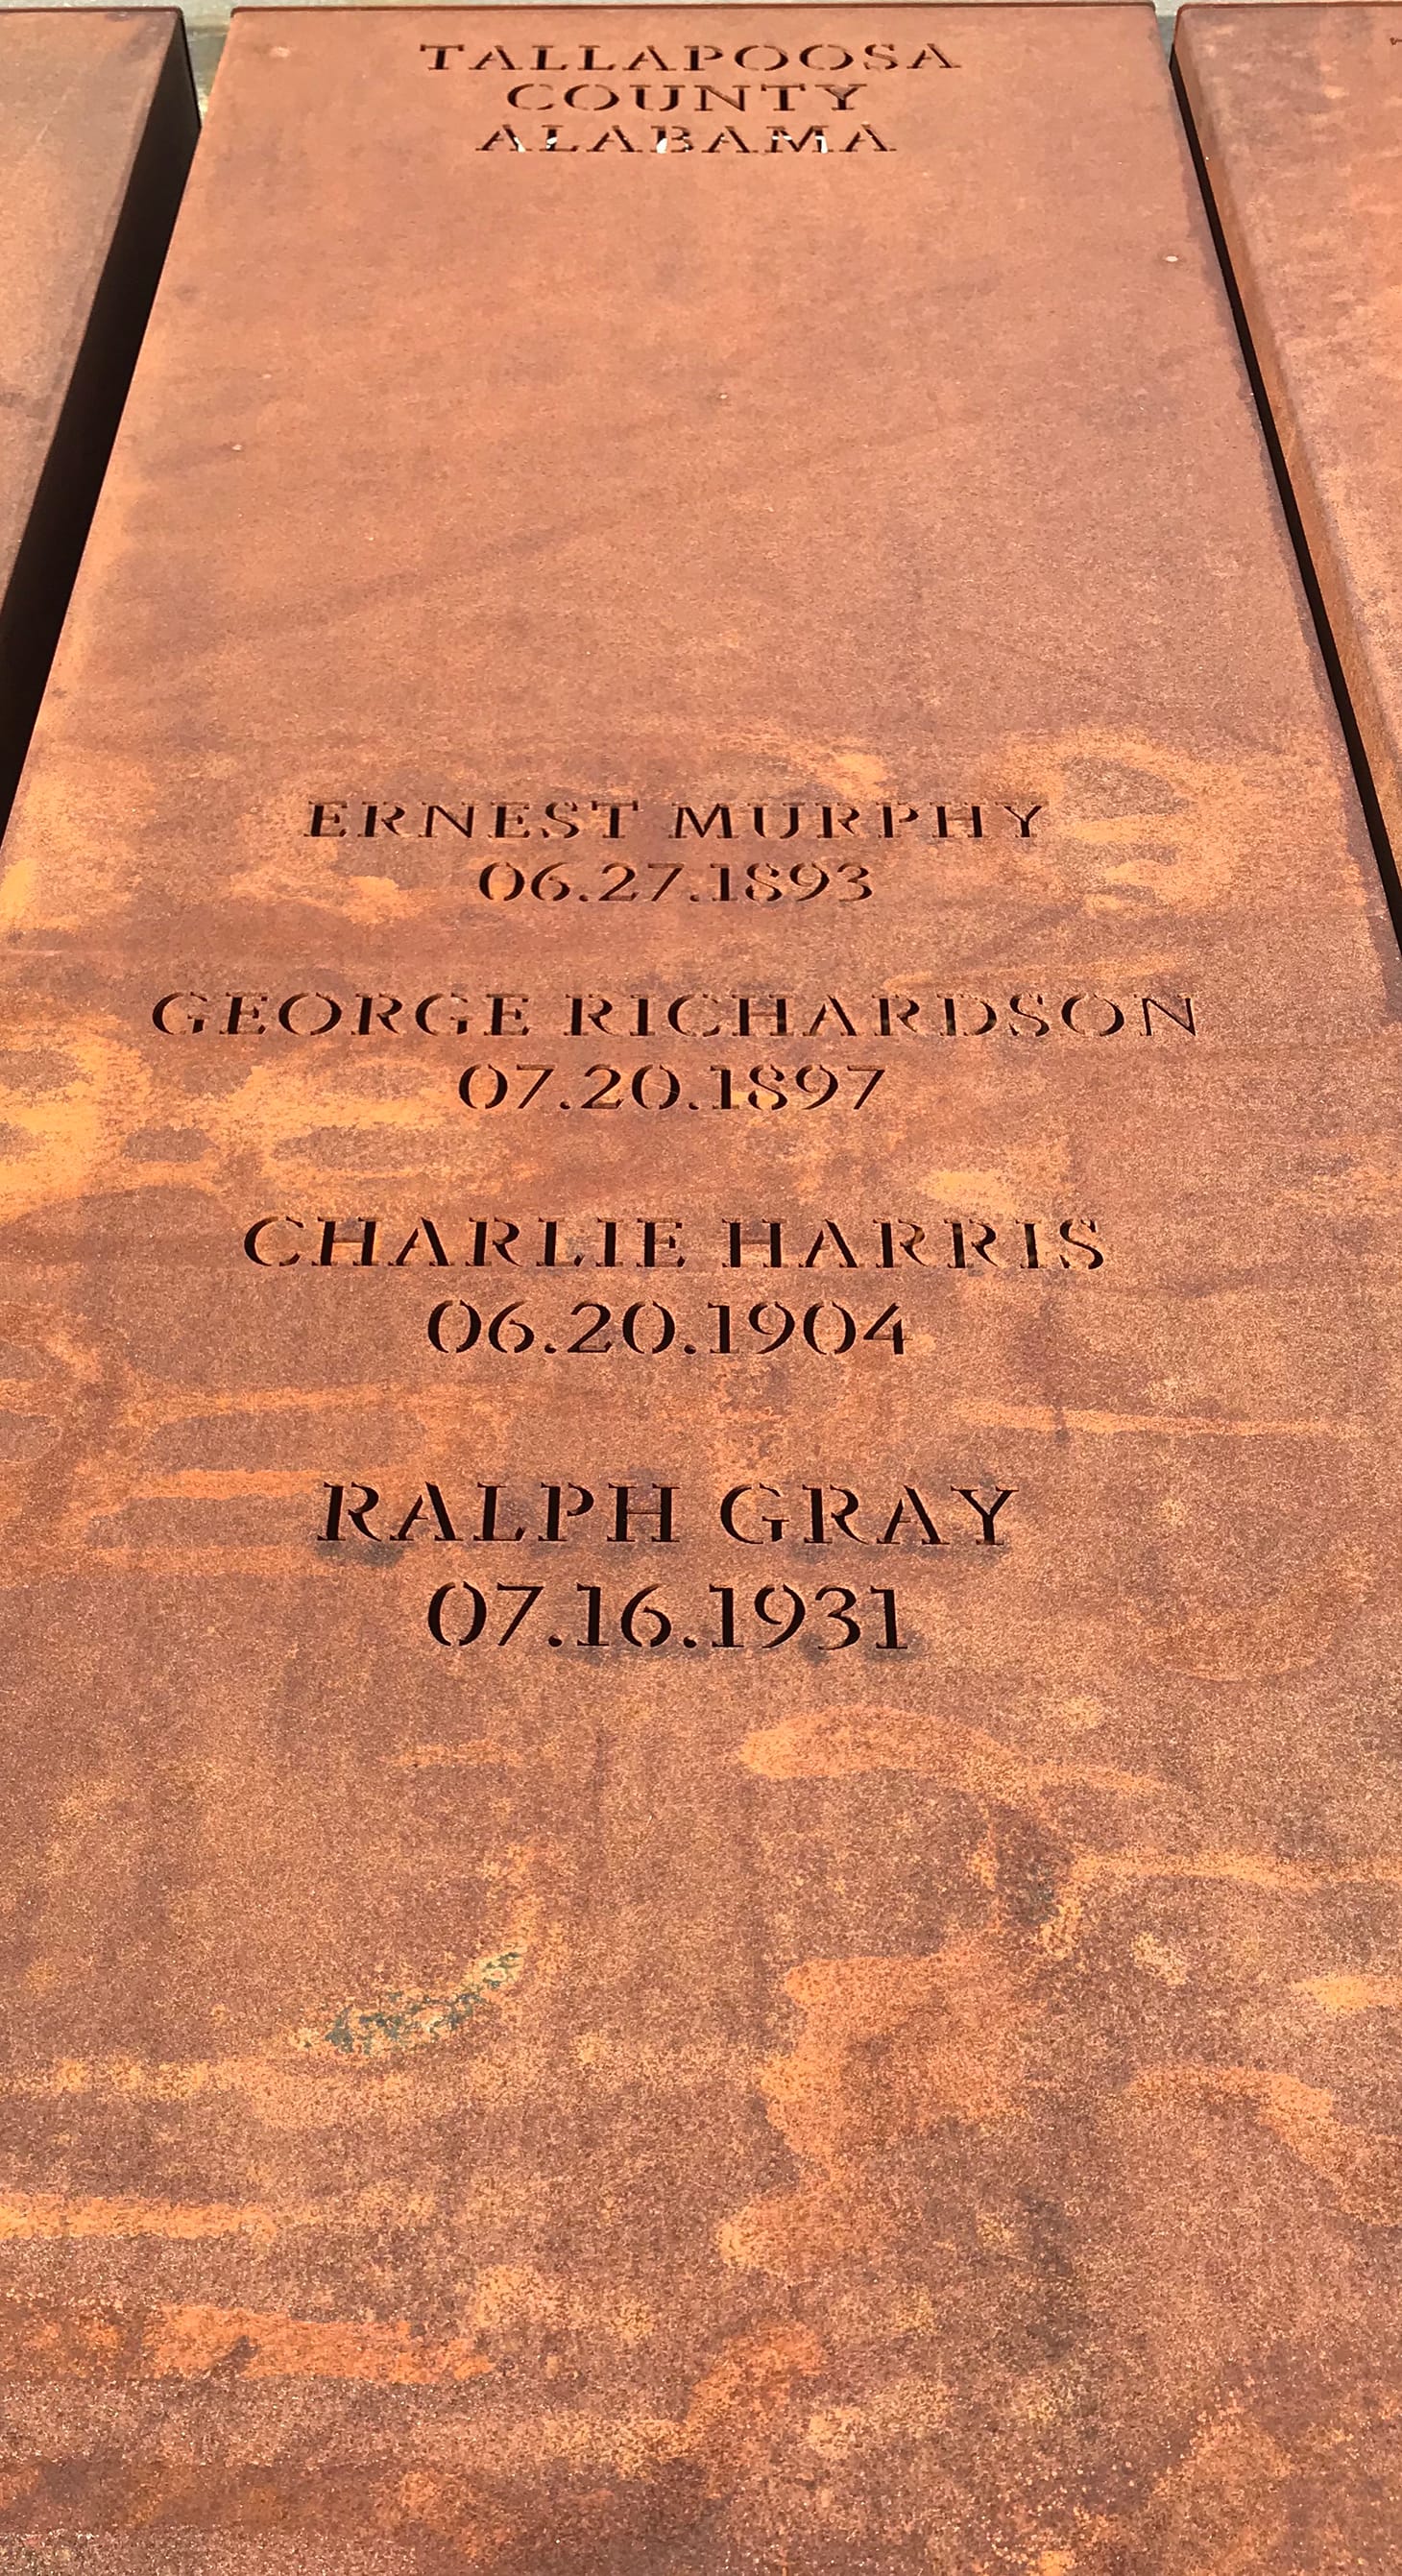 TALLAPOOSA
COUNTY
ALABAMA
ERNEST MURPHY
06.27.1893
GEORGE RICHARDSON
07.20.1897
CHARLIE HARRIS
06.20.1904
RALPH GRAY
07.16.1931